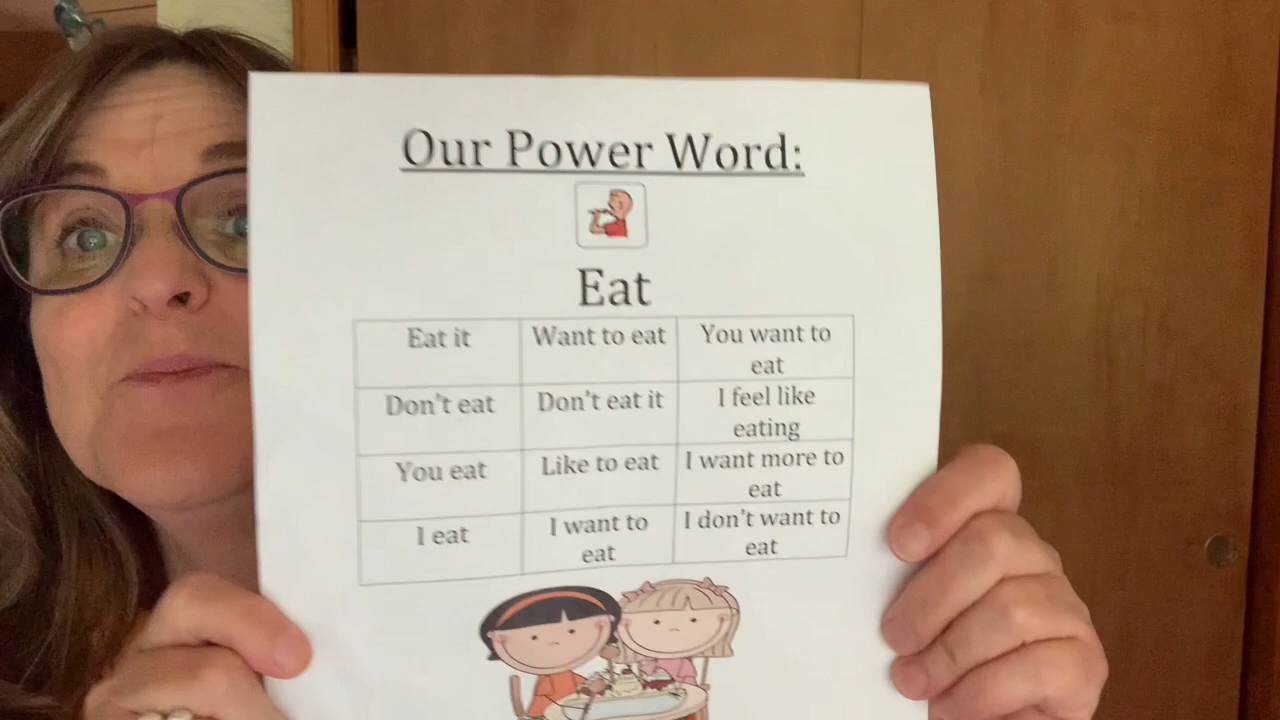 Our Power Word:
Eat
Eat it
Want to eat
You want to
eat
Don't eat
Don't eat it
I feel like
eating
You eat
Like to eat
I want more to
eat
I eat
I want to
eat
I don't want to
eat